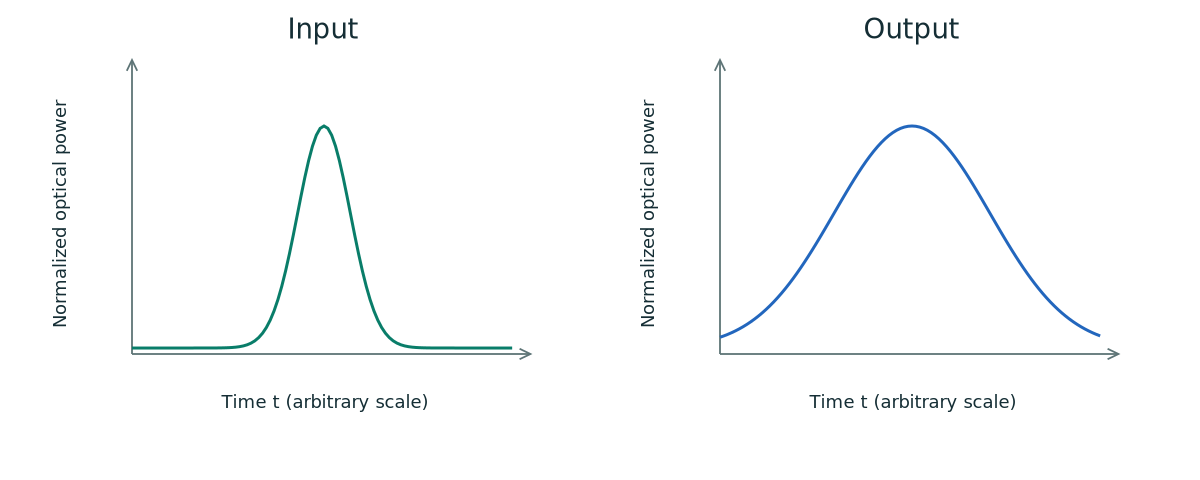 Input
Normalized optical power
Time t (arbitrary scale)
Output
Normalized optical power
Time t (arbitrary scale)